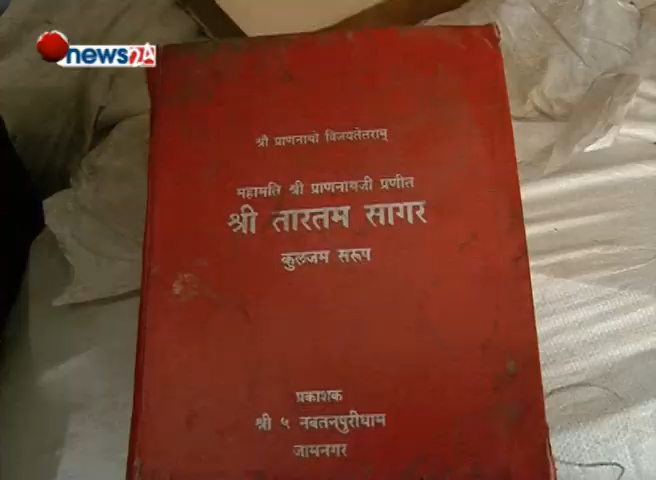 news24
श्री प्राणनाथो विजयतेतराम्
महामति श्री प्राणनाथजी प्रणीत
श्री तारतम सागर
कुलजम सरूप
प्रकाशक
श्री ५ नवतनपुरीधाम
जामनगर